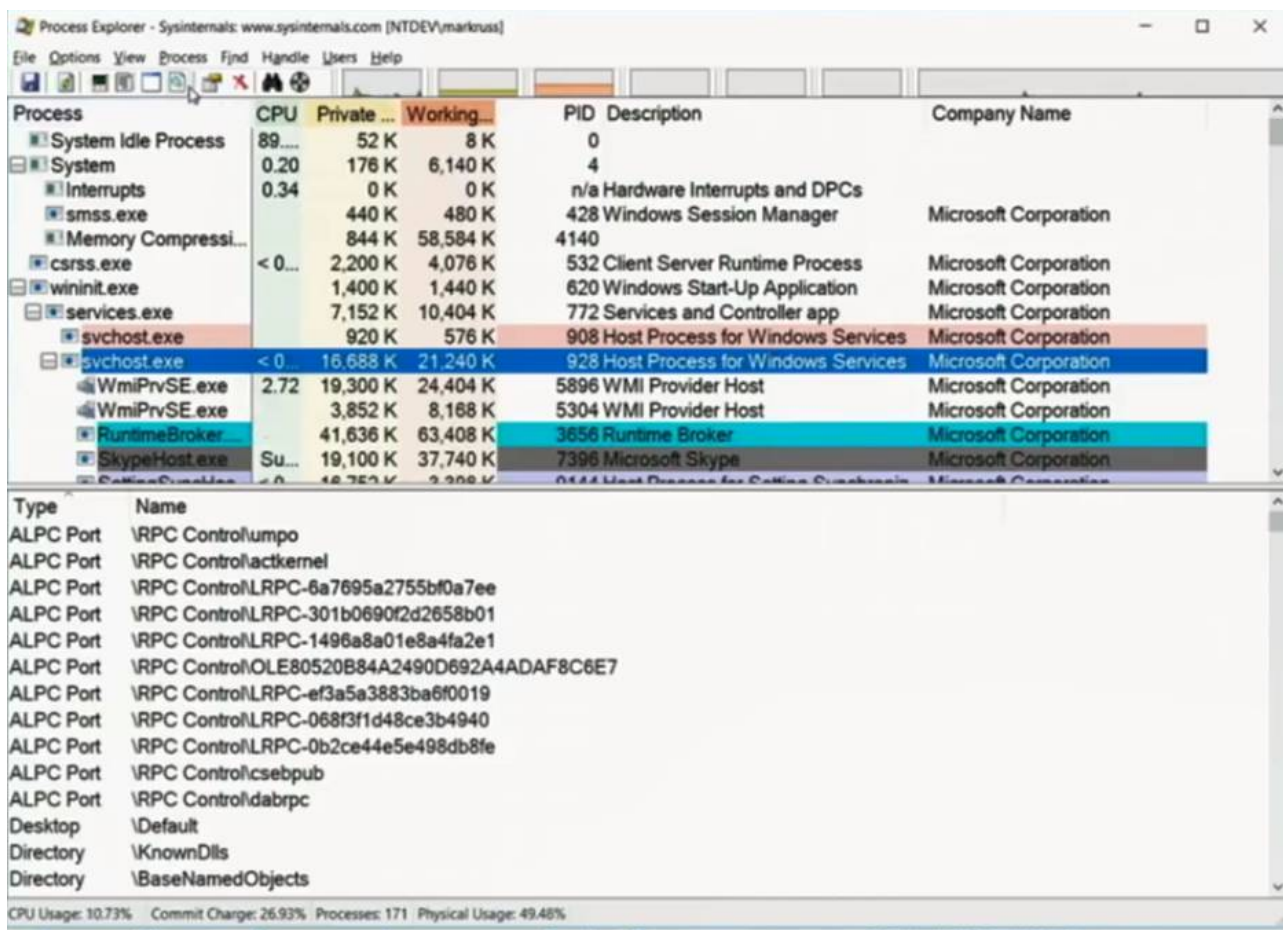 Process Explorer - Sysinternals: www.sysinternals.com [NTDEV\markruss]
File Options View Process Find Handle Users Help
Process CPU Private ... Working... PID Description Company Name
System Idle Process 89.... 52 K 8 K 0
System 0.20 176 K 6,140 K 4
Interrupts 0.34 0 K 0 K n/a Hardware Interrupts and DPCs
smss.exe 440 K 480 K 428 Windows Session Manager Microsoft Corporation
Memory Compressi... 844 K 58,584 K 4140
csrss.exe < 0... 2,200 K 4,076 K 532 Client Server Runtime Process Microsoft Corporation
wininit.exe 1,400 K 1,440 K 620 Windows Start-Up Application Microsoft Corporation
services.exe 7,152 K 10,404 K 772 Services and Controller app Microsoft Corporation
svchost.exe 920 K 576 K 908 Host Process for Windows Services Microsoft Corporation
svchost.exe < 0... 16,688 K 21,240 K 928 Host Process for Windows Services Microsoft Corporation
WmiPrvSE.exe 2.72 19,300 K 24,404 K 5896 WMI Provider Host Microsoft Corporation
WmiPrvSE.exe 3,852 K 8,168 K 5304 WMI Provider Host Microsoft Corporation
RuntimeBroker.... 41,636 K 63,408 K 3656 Runtime Broker Microsoft Corporation
SkypeHost.exe Su... 19,100 K 37,740 K 7396 Microsoft Skype Microsoft Corporation
Type Name
ALPC Port \RPC Control\umpo
ALPC Port \RPC Control\actkernel
ALPC Port \RPC Control\LRPC-6a7695a2755bf0a7ee
ALPC Port \RPC Control\LRPC-301b0690f2d2658b01
ALPC Port \RPC Control\LRPC-1496a8a01e8a4fa2e1
ALPC Port \RPC Control\OLE80520B84A2490D692A4ADAF8C6E7
ALPC Port \RPC Control\LRPC-ef3a5a3883ba6f0019
ALPC Port \RPC Control\LRPC-068f3f1d48ce3b4940
ALPC Port \RPC Control\LRPC-0b2ce44e5e498db8fe
ALPC Port \RPC Control\csebpub
ALPC Port \RPC Control\dabrpc
Desktop \Default
Directory \KnownDlls
Directory \BaseNamedObjects
CPU Usage: 10.73% Commit Charge: 26.93% Processes: 171 Physical Usage: 49.48%